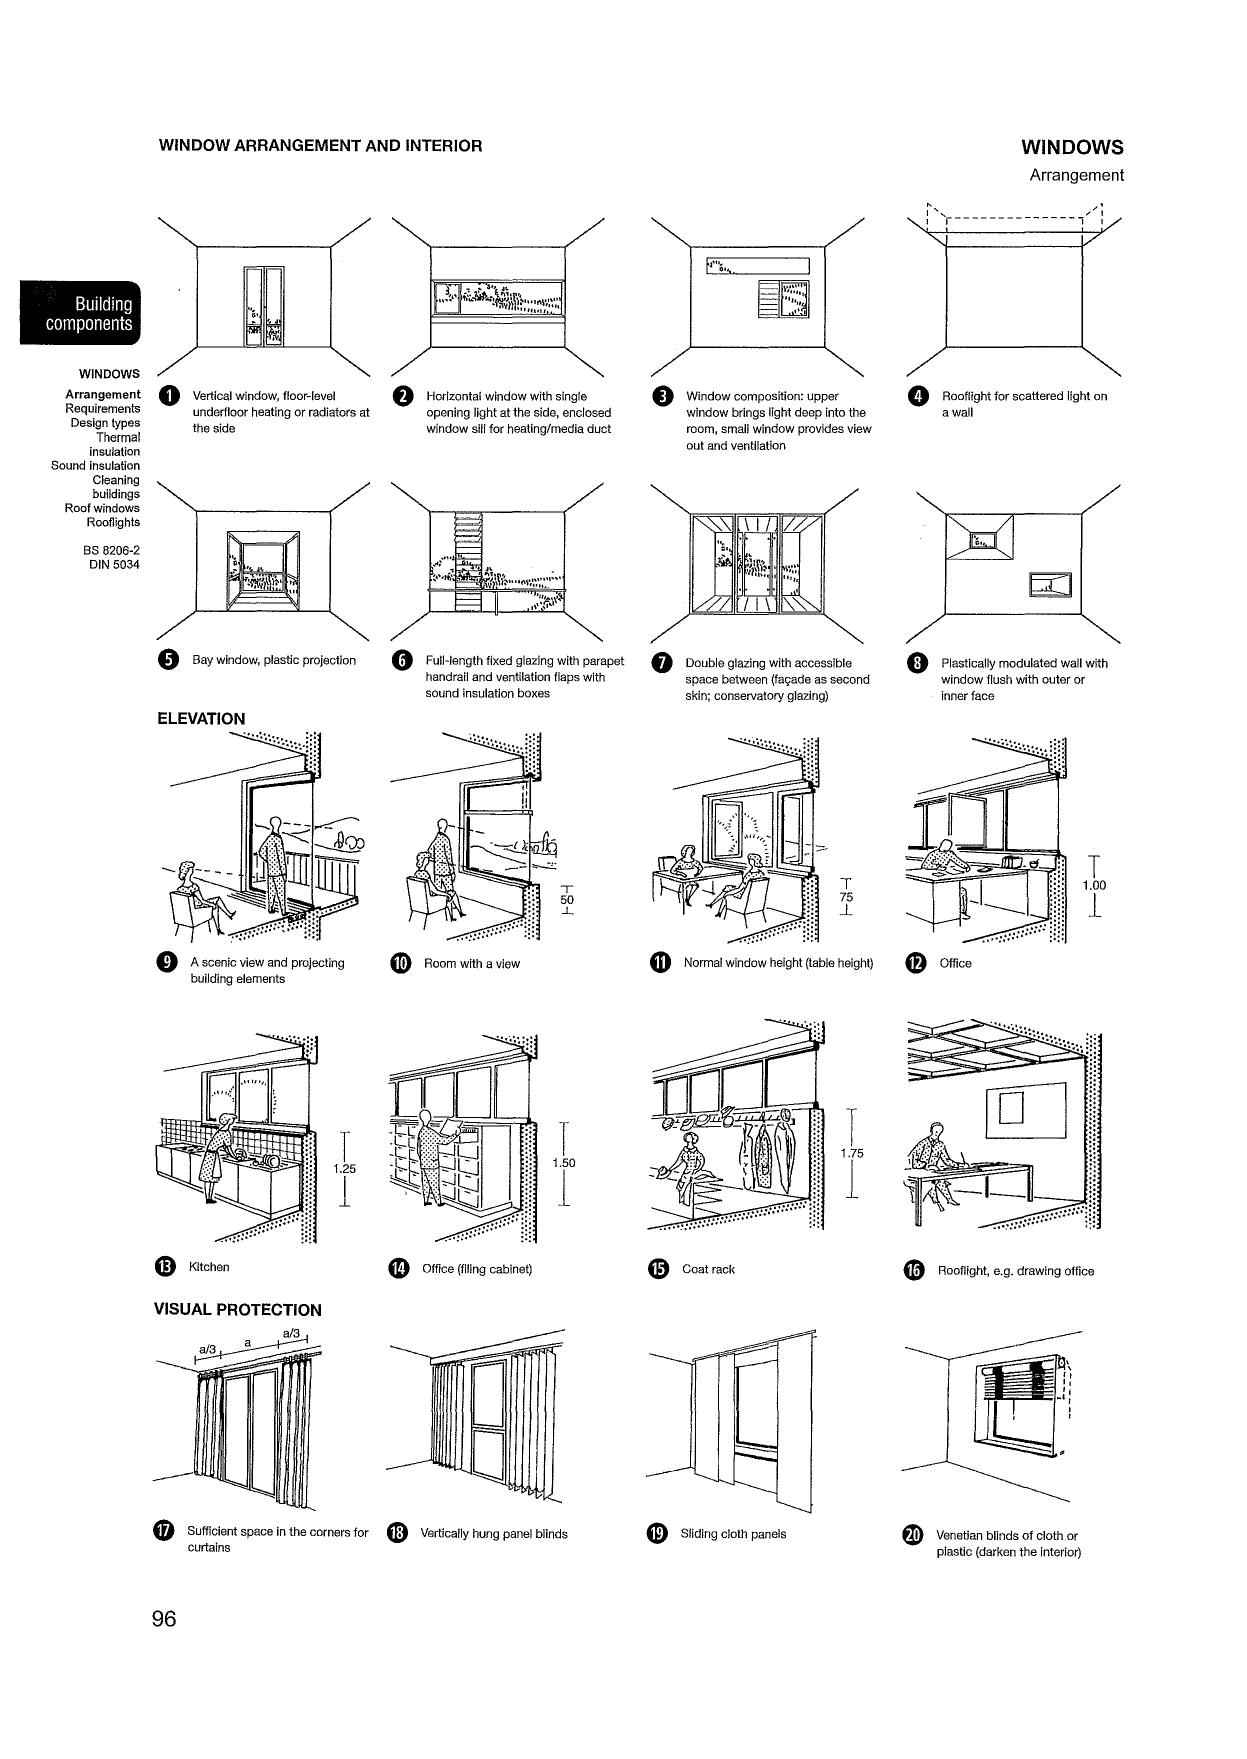 WINDOW ARRANGEMENT AND INTERIOR
WINDOWS
Arrangement
Building
components
WINDOWS
Arrangement
Requirements
Design types
Thermal
insulation
Sound insulation
Cleaning
buildings
Roof windows
Rooflights
BS 8206-2
DIN 5034
1 Vertical window, floor-level
underfloor heating or radiators at
the side
2 Horizontal window with single
opening light at the side, enclosed
window sill for heating/media duct
3 Window composition: upper
window brings light deep into the
room, small window provides view
out and ventilation
4 Rooflight for scattered light on
a wall
5 Bay window, plastic projection
6 Full-length fixed glazing with parapet
handrail and ventilation flaps with
sound insulation boxes
7 Double glazing with accessible
space between (façade as second
skin; conservatory glazing)
8 Plastically modulated wall with
window flush with outer or
inner face
ELEVATION
50
75
1.00
9 A scenic view and projecting
building elements
10 Room with a view
11 Normal window height (table height)
12 Office
1.25
1.50
1.75
13 Kitchen
14 Office (filing cabinet)
15 Coat rack
16 Rooflight, e.g. drawing office
VISUAL PROTECTION
a/3 a a/3
17 Sufficient space in the corners for
curtains
18 Vertically hung panel blinds
19 Sliding cloth panels
20 Venetian blinds of cloth or
plastic (darken the interior)
96